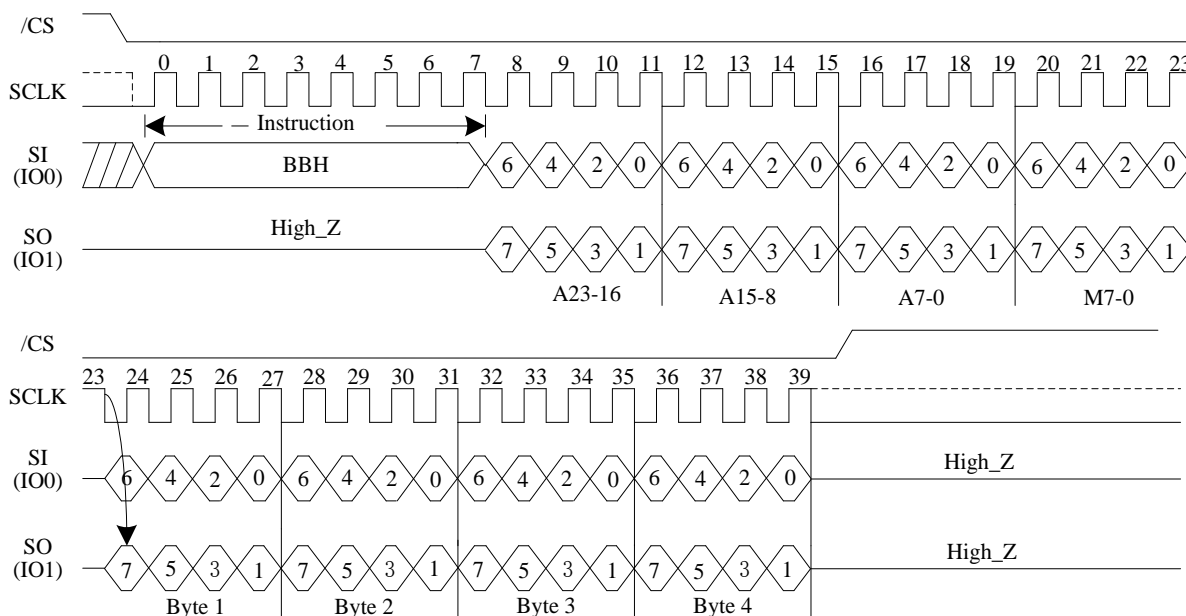 /CS
0 1 2 3 4 5 6 7 8 9 10 11 12 13 14 15 16 17 18 19 20 21 22 23
SCLK
Instruction
SI
(IO0)
BBH 6 4 2 0 6 4 2 0 6 4 2 0 6 4 2 0
High_Z
SO
(IO1)
7 5 3 1 7 5 3 1 7 5 3 1 7 5 3 1
A23-16 A15-8 A7-0 M7-0
/CS
23 24 25 26 27 28 29 30 31 32 33 34 35 36 37 38 39
SCLK
SI
(IO0)
6 4 2 0 6 4 2 0 6 4 2 0 6 4 2 0 High_Z
SO
(IO1)
7 5 3 1 7 5 3 1 7 5 3 1 7 5 3 1 High_Z
Byte 1 Byte 2 Byte 3 Byte 4